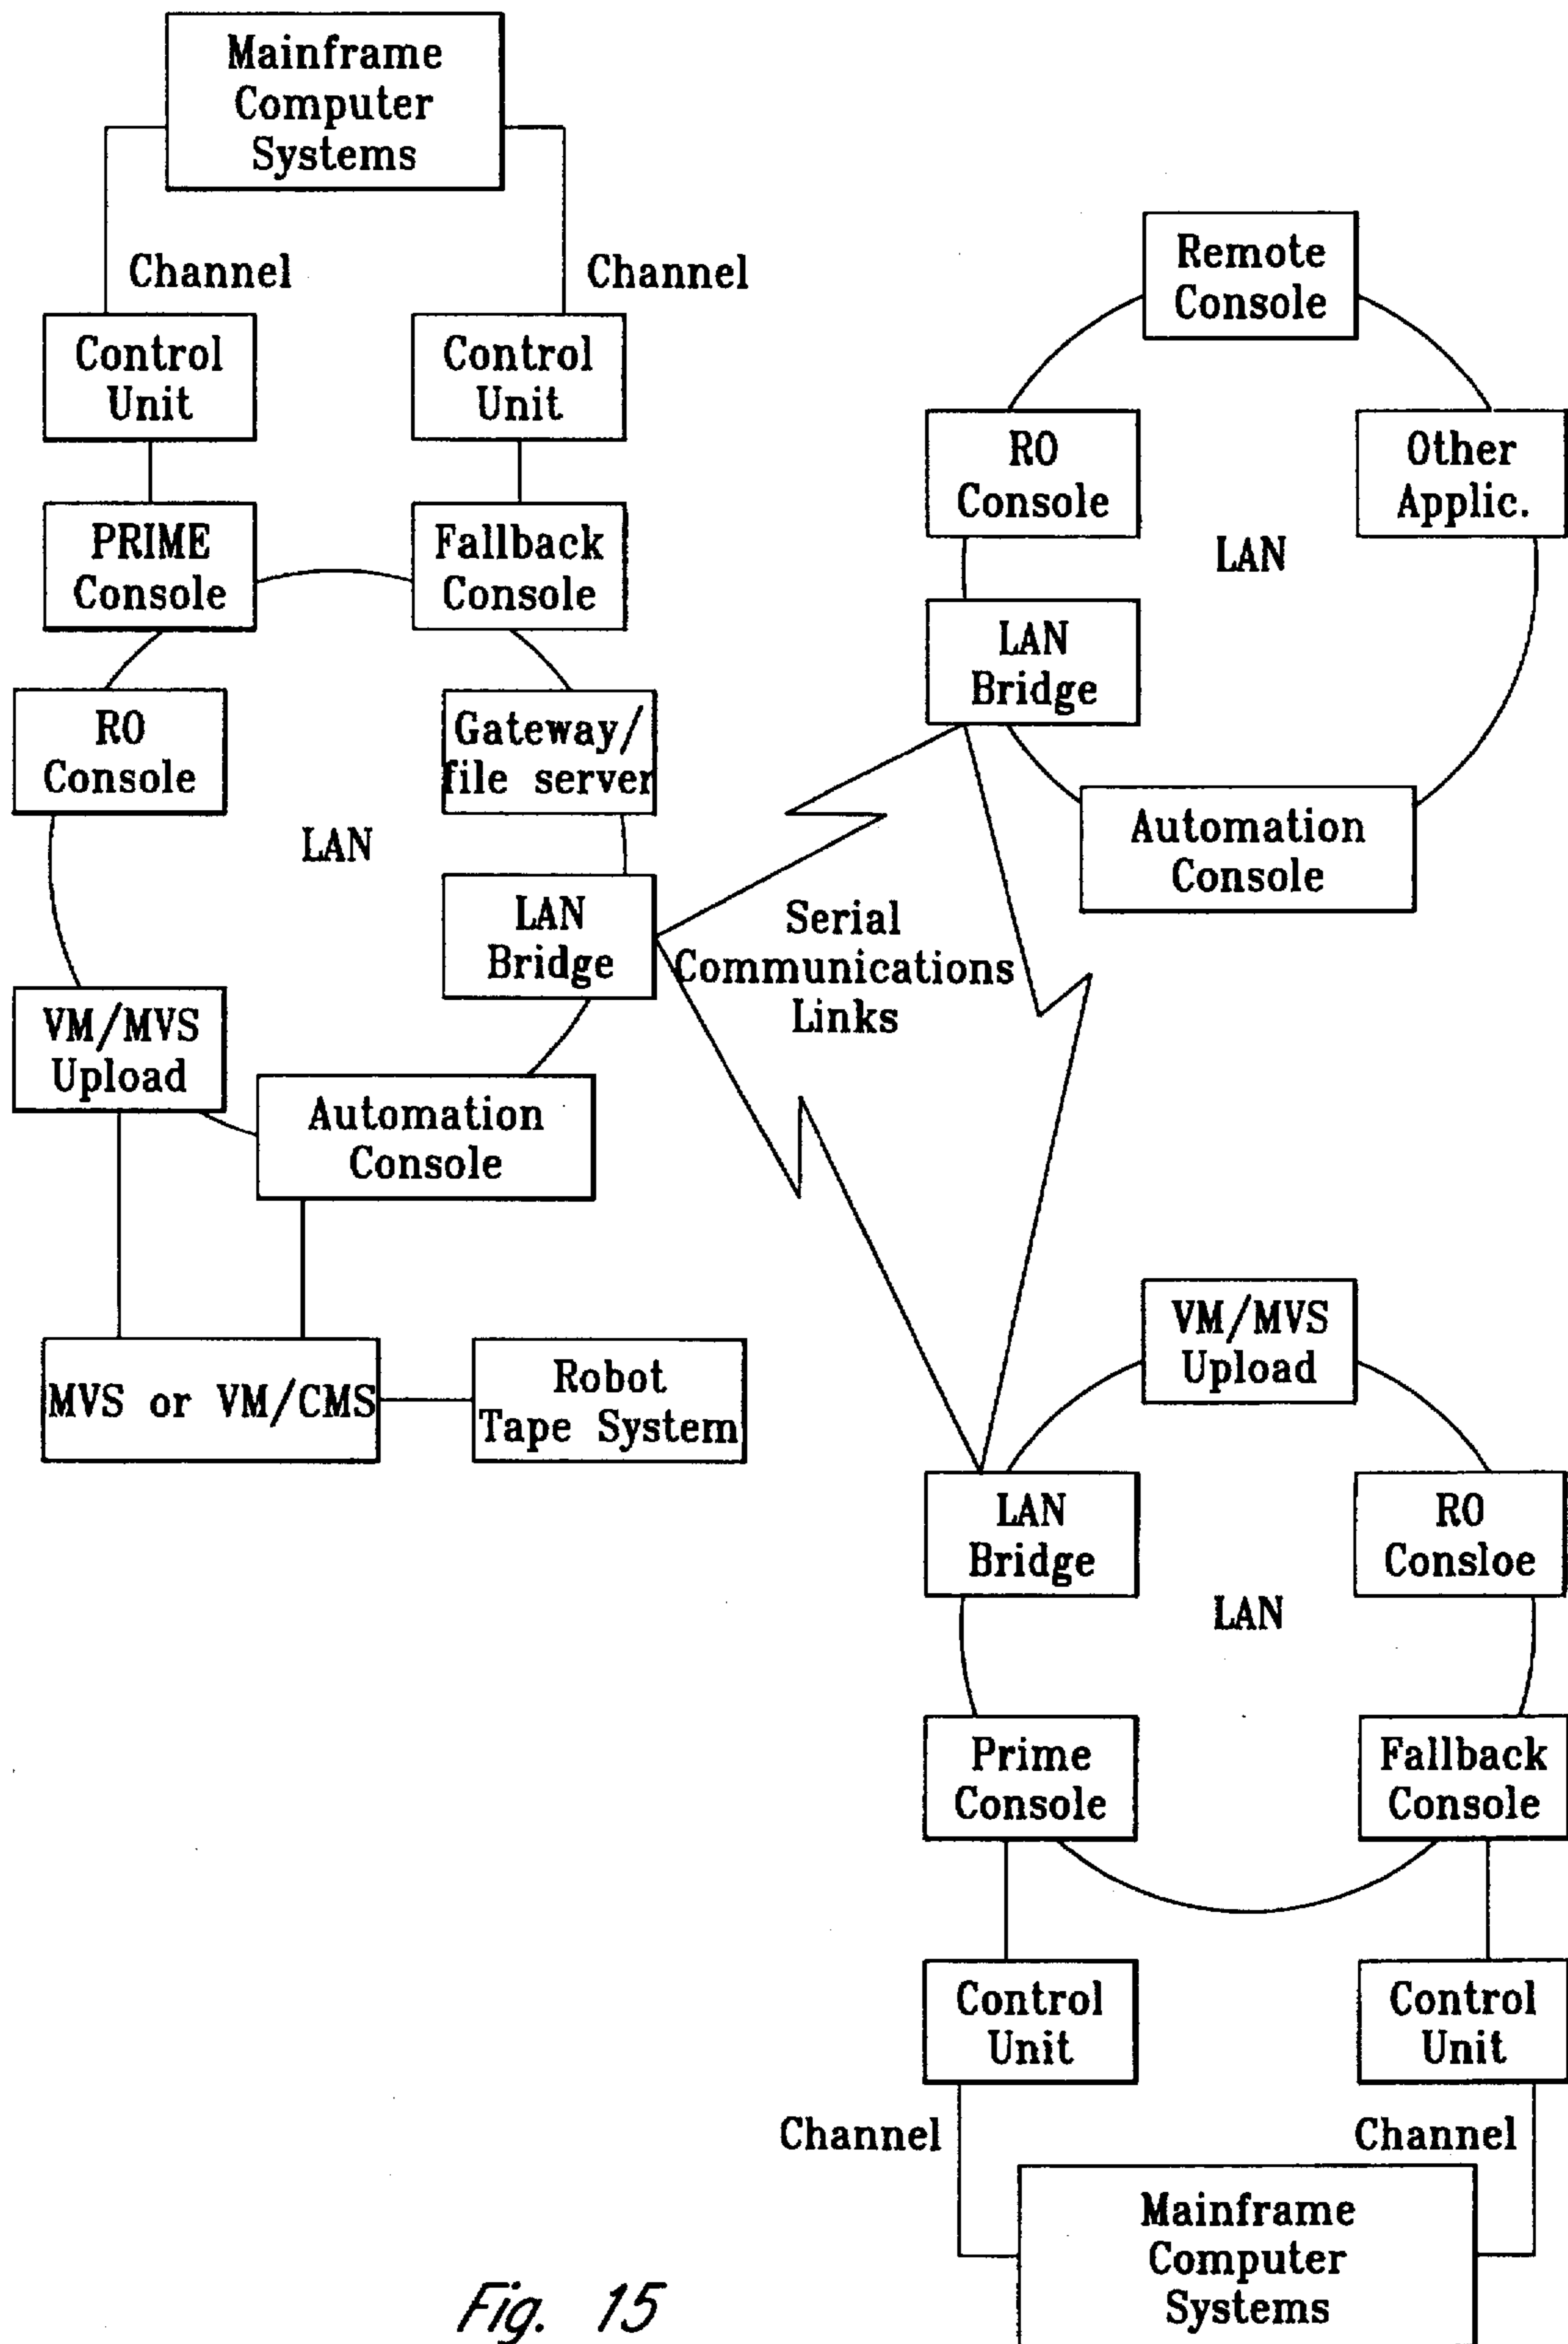 Mainframe
Computer
Systems
Channel
Channel
Control
Unit
Control
Unit
PRIME
Console
Fallback
Console
RO
Console
Gateway/
file server
LAN
LAN
Bridge
VM/MVS
Upload
Automation
Console
MVS or VM/CMS
Robot
Tape System
Serial
Communications
Links
Remote
Console
RO
Console
Other
Applic.
LAN
LAN
Bridge
Automation
Console
VM/MVS
Upload
LAN
Bridge
RO
Consloe
LAN
Prime
Console
Fallback
Console
Control
Unit
Control
Unit
Channel
Channel
Mainframe
Computer
Systems
Fig. 15